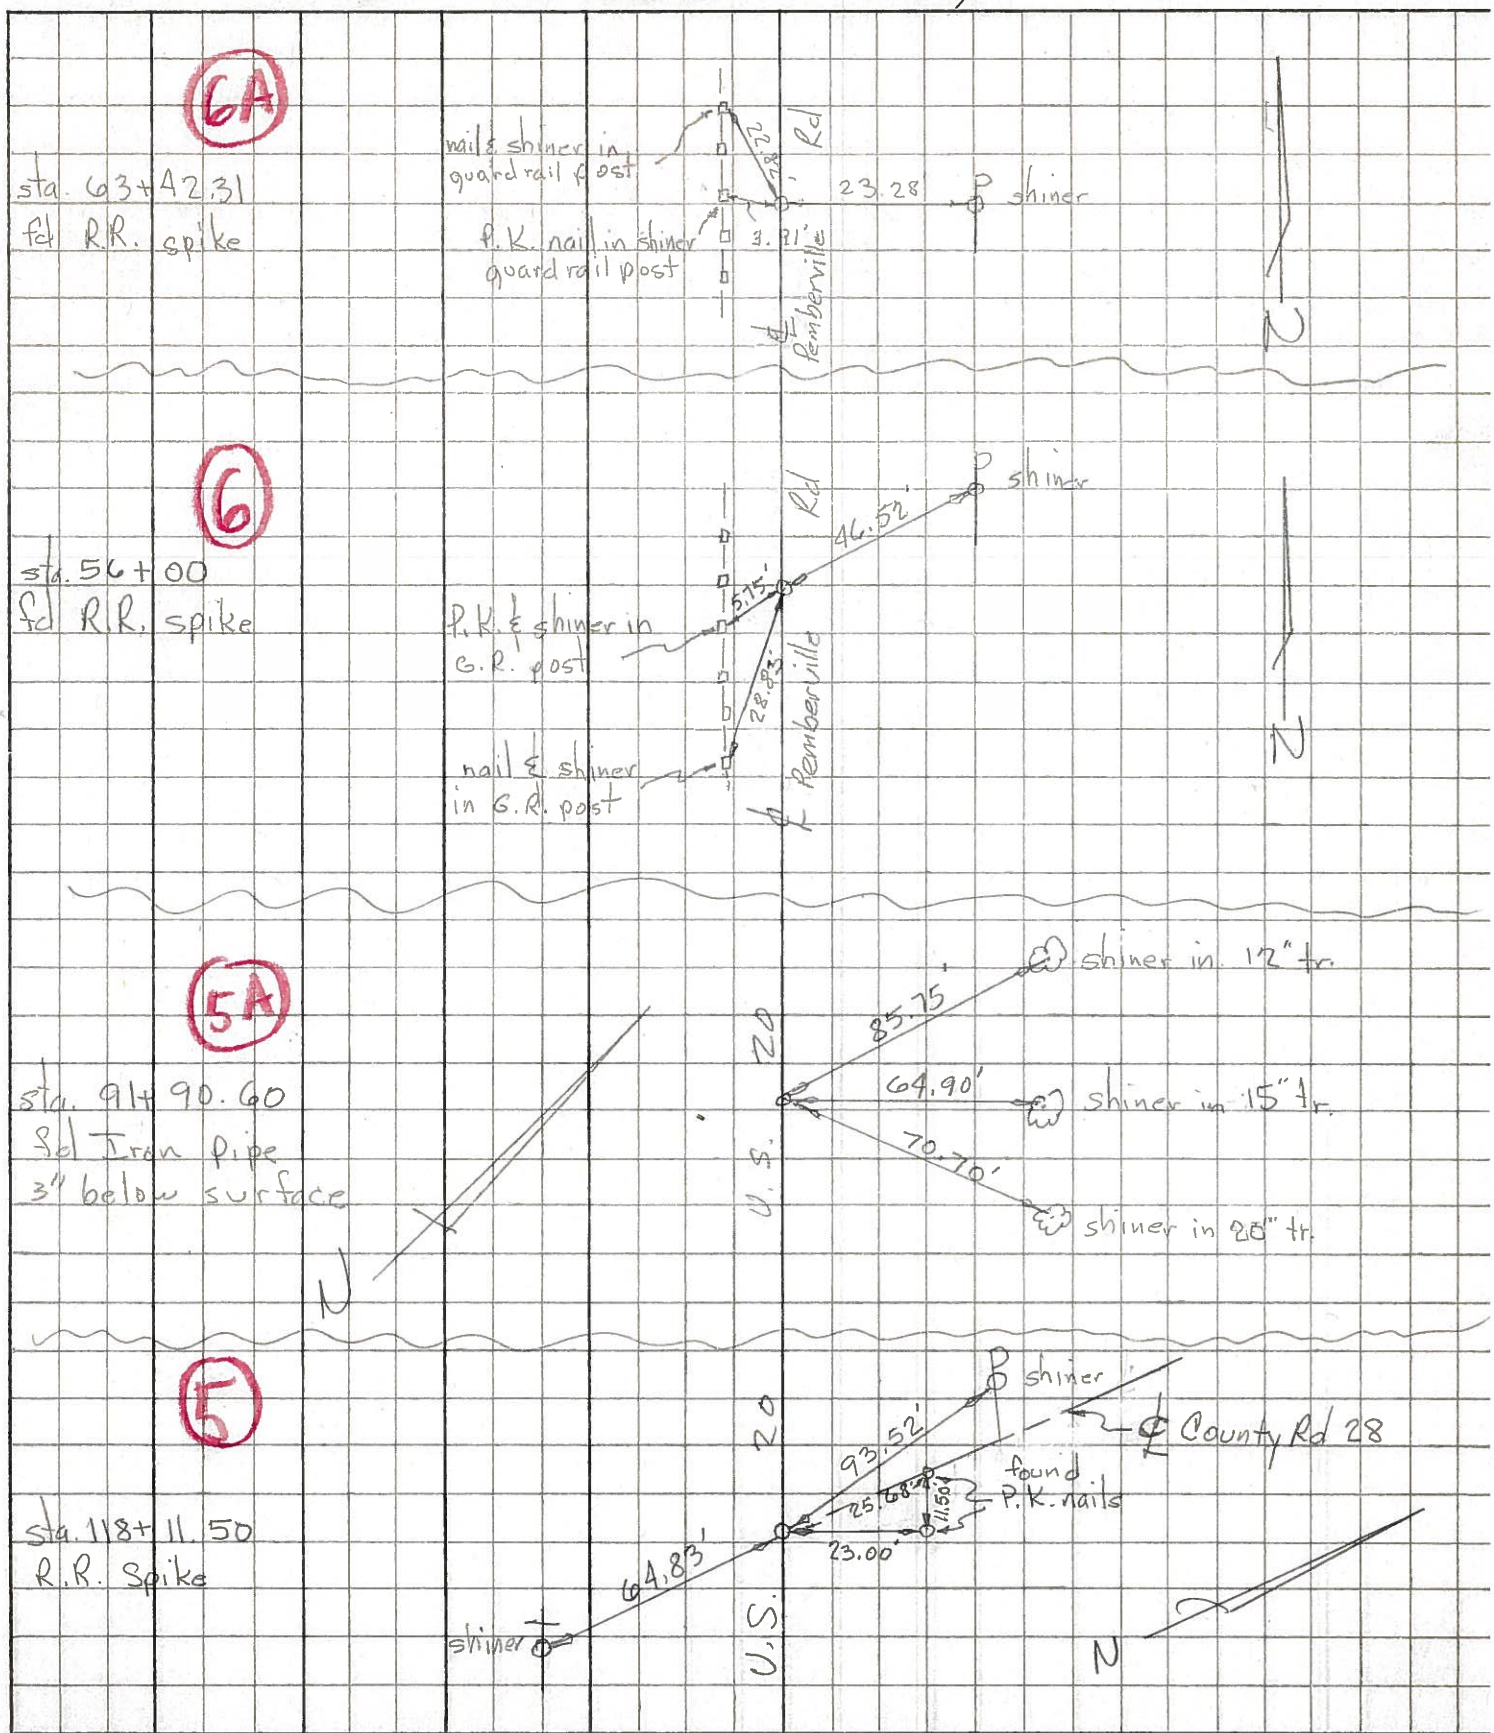 6A
sta. 63+42.31
fd R.R. spike
nail & shiner in
guard rail post
P.K. nail in shiner
guard rail post
18.22
3.91'
23.28'
shiner
℄ Pemberville Rd
N
6
sta. 56+00
fd R.R. spike
P.K. & shiner in
G.R. post
nail & shiner
in G.R. post
5.75'
28.83'
46.52'
shiner
℄ Pemberville Rd
N
5A
sta. 91+90.60
fd Iron Pipe
3" below surface
N
U.S. 20
85.75'
shiner in 12" tr.
64.90'
shiner in 15" tr.
70.70'
shiner in 20" tr.
5
sta. 118+11.50
R.R. Spike
shiner
64.83'
U.S. 20
93.52'
shiner
℄ County Rd 28
found
P.K. nails
11.50'
23.00'
N